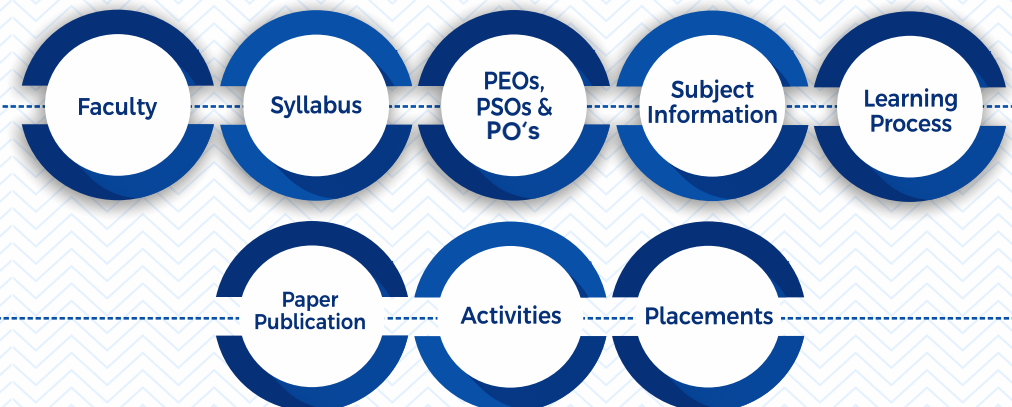 Faculty
Syllabus
PEOs,
PSOs &
PO's
Subject
Information
Learning
Process
Paper
Publication
Activities
Placements